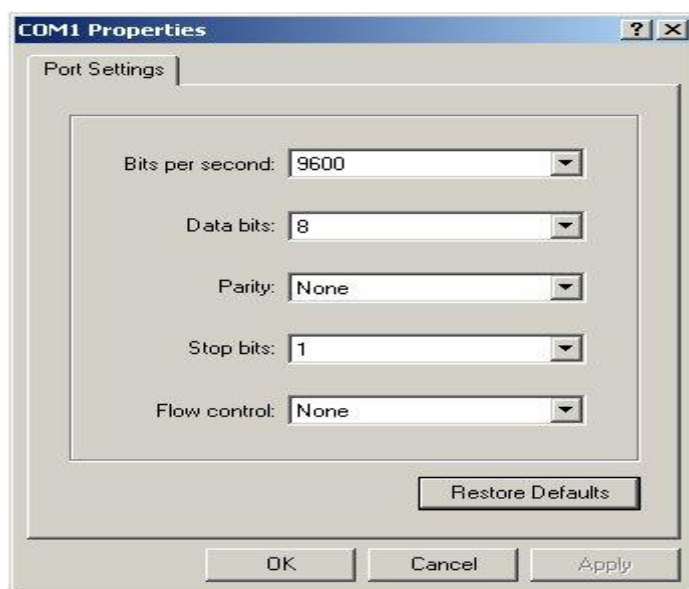 COM1 Properties
Port Settings
Bits per second: 9600
Data bits: 8
Parity: None
Stop bits: 1
Flow control: None
Restore Defaults
OK Cancel Apply